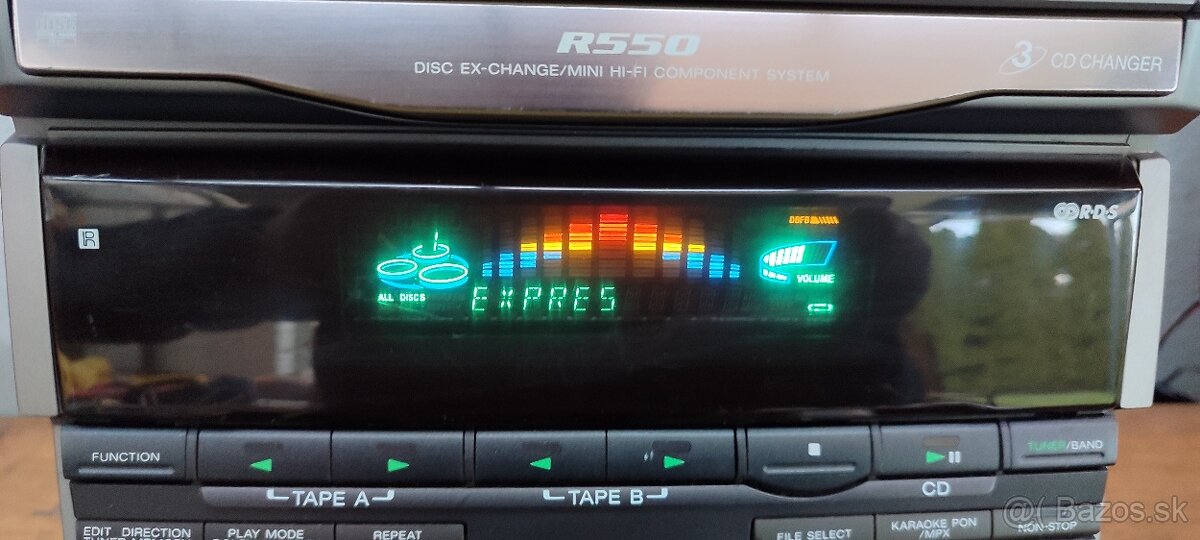 R550
DISC EX-CHANGE/MINI HI-FI COMPONENT SYSTEM
3 CD CHANGER
R·D·S
DBFB
VOLUME
ALL DISCS
EXPRES
FUNCTION
TUNER/BAND
TAPE A
TAPE B
CD
EDIT DIRECTION
PLAY MODE
REPEAT
FILE SELECT
KARAOKE PON
/MPX
NON-STOP
Bazos.sk